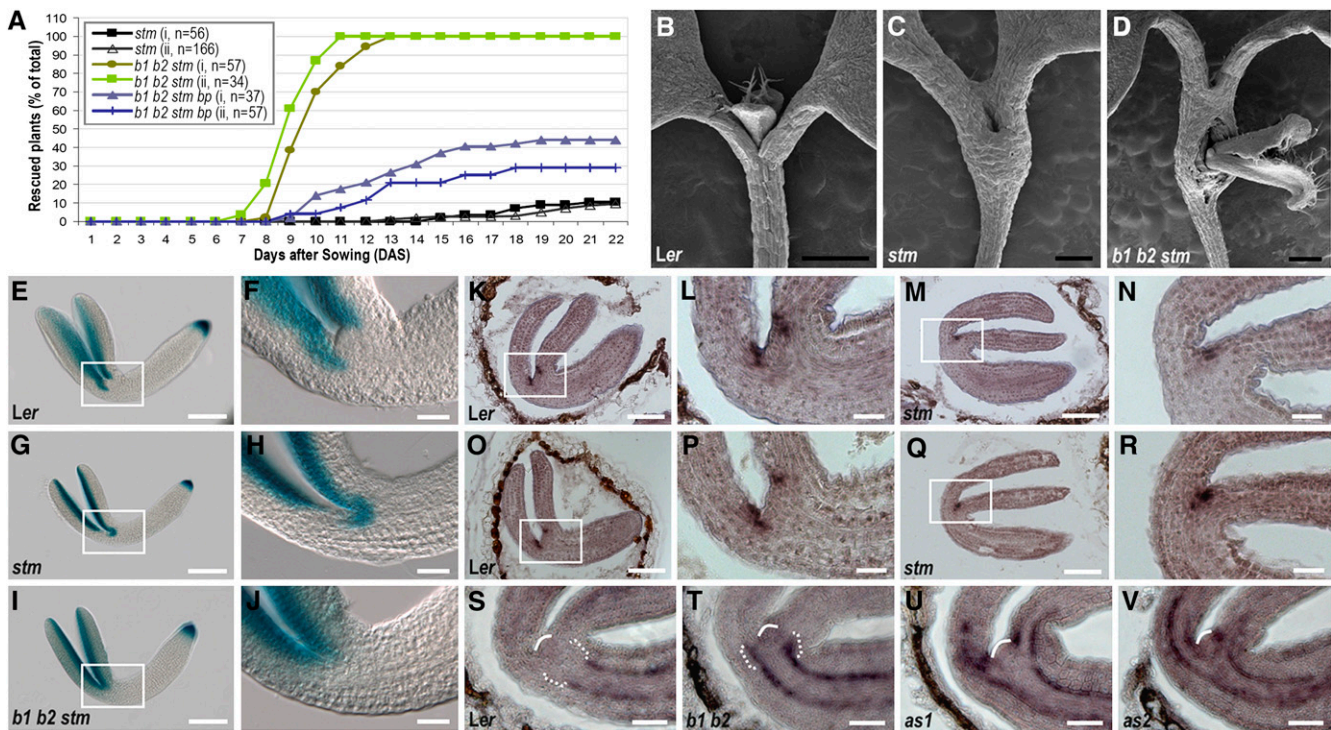 A
Rescued plants (% of total)
110
100
90
80
70
60
50
40
30
20
10
0
stm (i, n=56)
stm (ii, n=166)
b1 b2 stm (i, n=57)
b1 b2 stm (ii, n=34)
b1 b2 stm bp (i, n=37)
b1 b2 stm bp (ii, n=57)
1 2 3 4 5 6 7 8 9 10 11 12 13 14 15 16 17 18 19 20 21 22
Days after Sowing (DAS)
B
Ler
C
stm
D
b1 b2 stm
E
Ler
F
K
Ler
L
M
stm
N
G
stm
H
O
Ler
P
Q
stm
R
I
b1 b2 stm
J
S
Ler
T
b1 b2
U
as1
V
as2